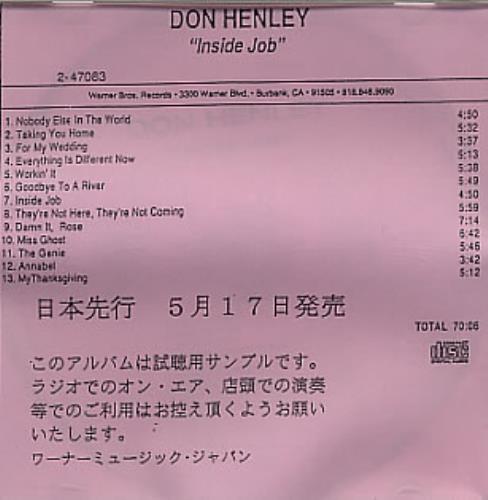 DON HENLEY
"Inside Job"
2-47083
Warner Bros. Records • 3300 Warner Blvd. • Burbank, CA • 91505 • 818.846.9090
1. Nobody Else In The World 4:50
2. Taking You Home 5:32
3. For My Wedding 3:37
4. Everything Is Different Now 5:13
5. Workin' It 5:38
6. Goodbye To A River 5:49
7. Inside Job 4:50
8. They're Not Here, They're Not Coming 5:59
9. Damn It, Rose 7:14
10. Miss Ghost 6:42
11. The Genie 5:46
12. Annabel 3:42
13. MyThanksgiving 5:12
日本先行 5月17日発売
TOTAL 70:06
このアルバムは試聴用サンプルです。
ラジオでのオン・エア、店頭での演奏
等でのご利用はお控え頂くようお願い
いたします。
ワーナーミュージック・ジャパン
disc